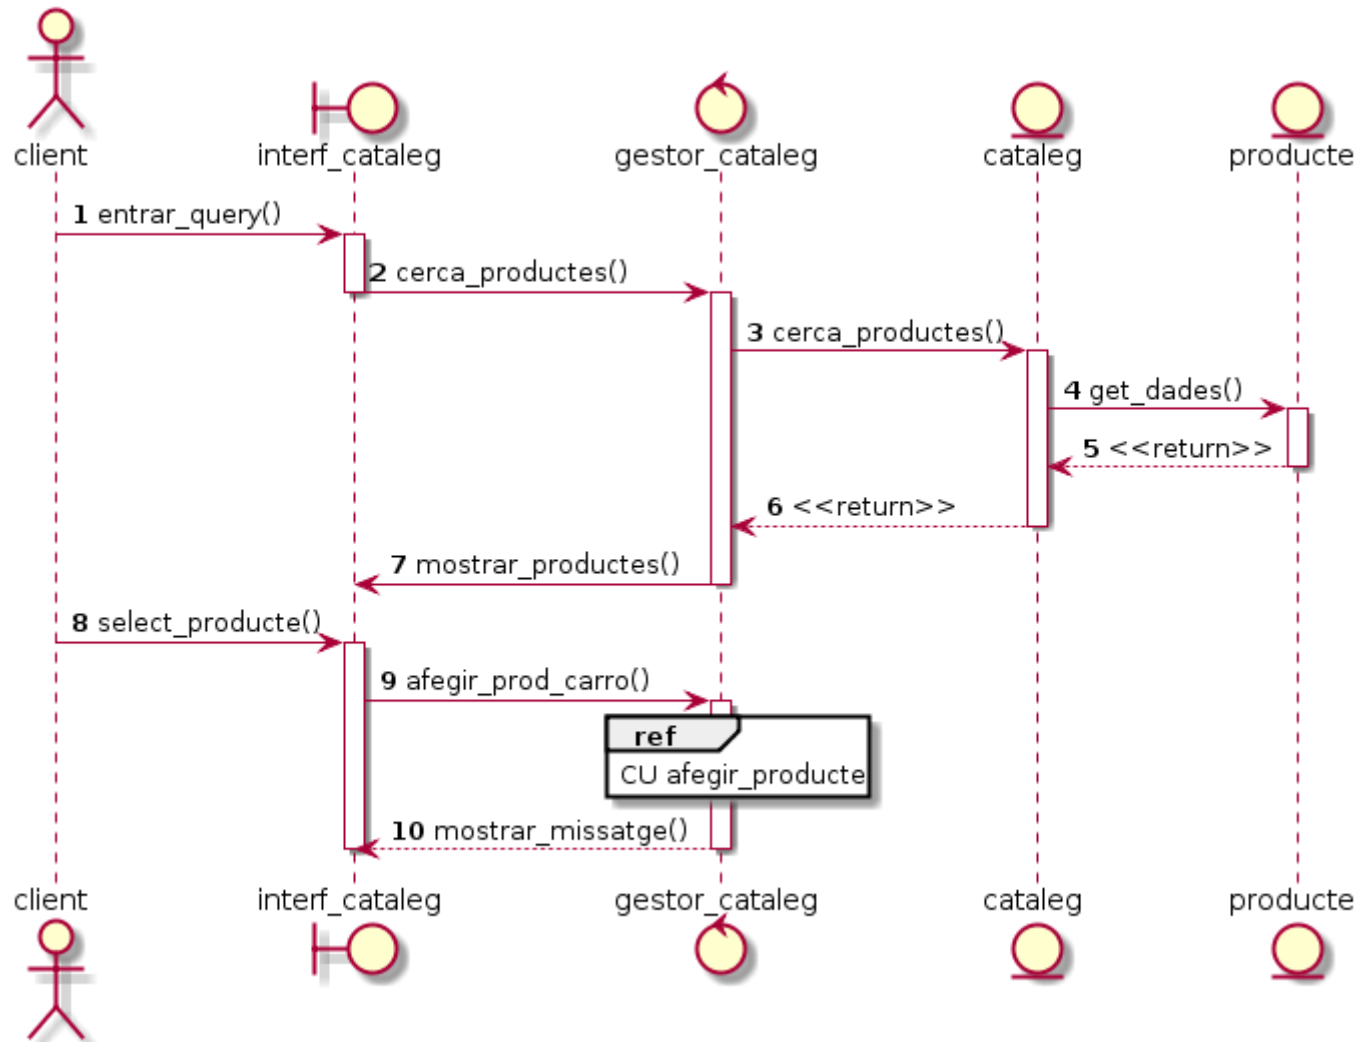 client
interf_cataleg
gestor_cataleg
cataleg
producte
1 entrar_query()
2 cerca_productes()
3 cerca_productes()
4 get_dades()
5 <<return>>
6 <<return>>
7 mostrar_productes()
8 select_producte()
9 afegir_prod_carro()
ref
CU afegir_producte
10 mostrar_missatge()
client
interf_cataleg
gestor_cataleg
cataleg
producte